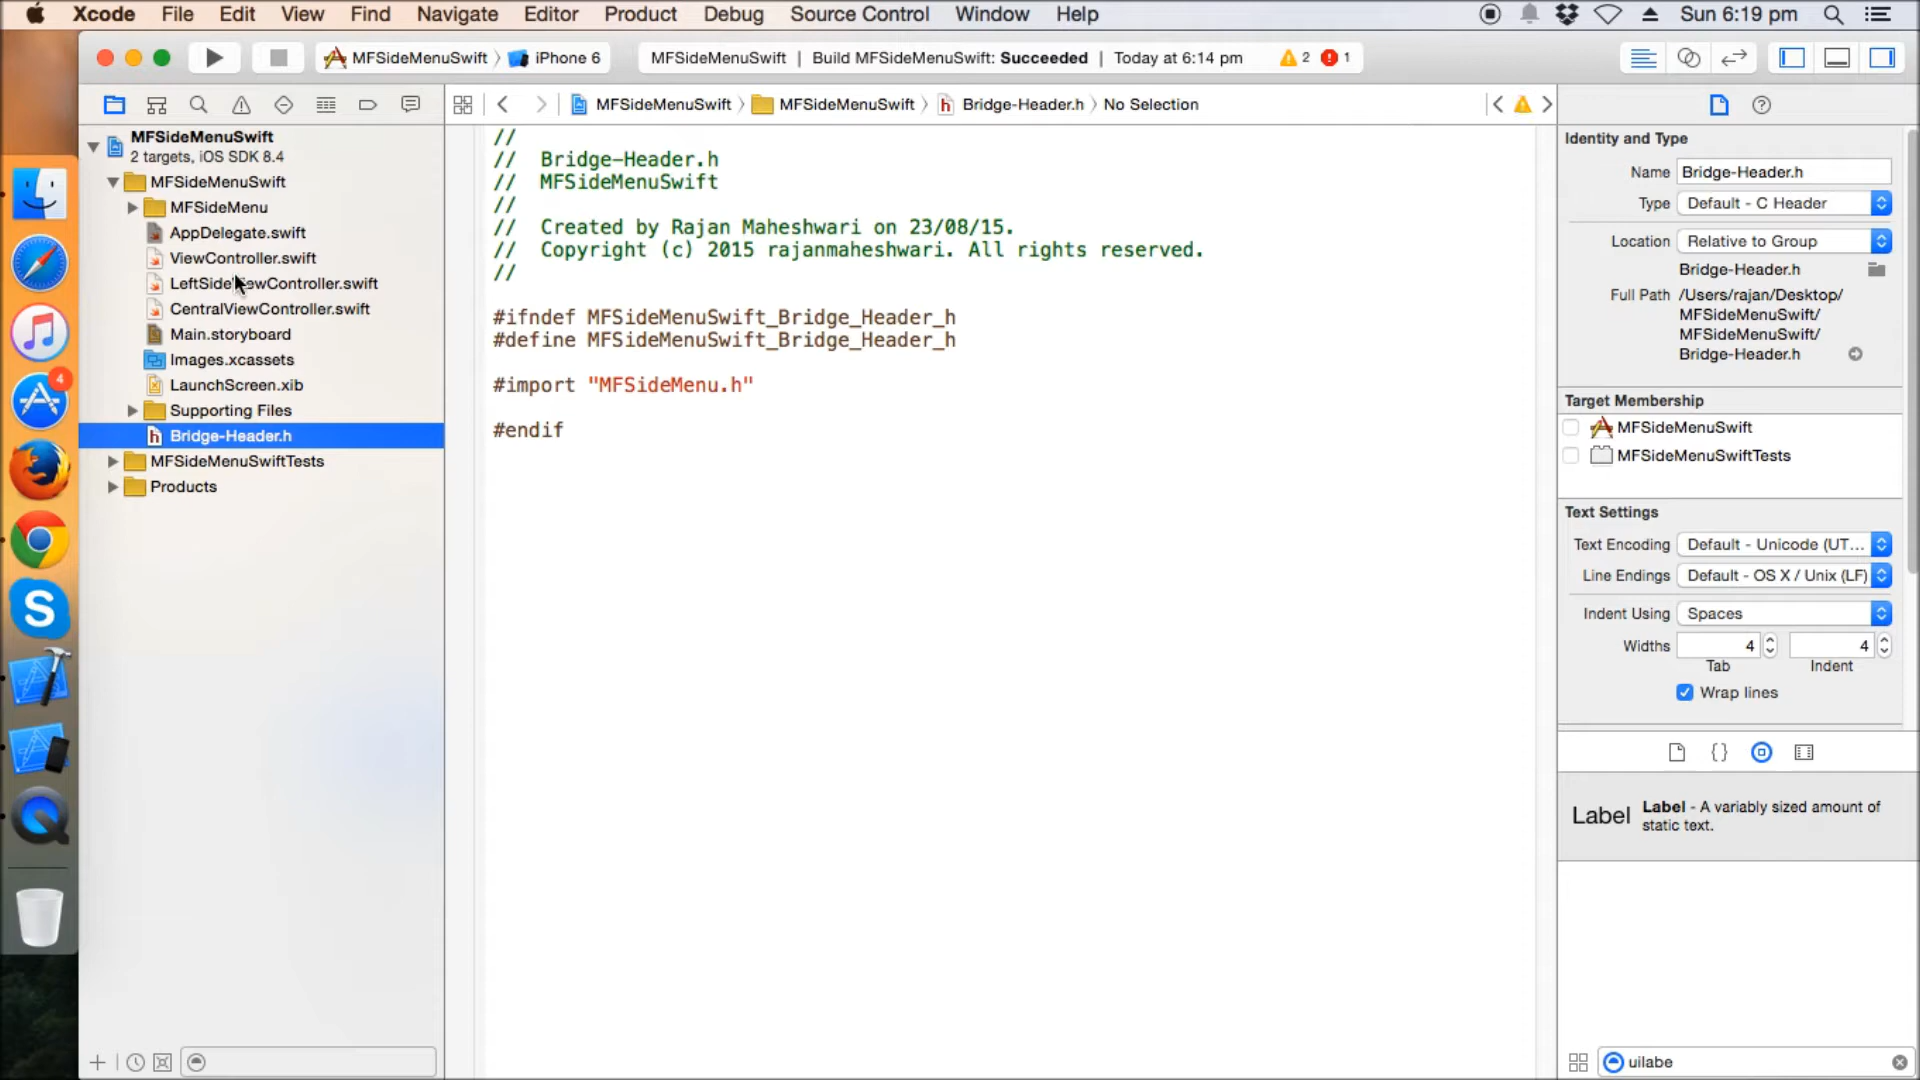 Xcode File Edit View Find Navigate Editor Product Debug Source Control Window Help Sun 6:19 pm
MFSideMenuSwift iPhone 6 MFSideMenuSwift Build MFSideMenuSwift: Succeeded Today at 6:14 pm 2 1
MFSideMenuSwift MFSideMenuSwift Bridge-Header.h No Selection
MFSideMenuSwift
2 targets, iOS SDK 8.4
MFSideMenuSwift
MFSideMenu
AppDelegate.swift
ViewController.swift
CentralViewController.swift
Main.storyboard
Images.xcassets
LaunchScreen.xib
Supporting Files
Bridge-Header.h
MFSideMenuSwiftTests
Products
4
//
// Bridge-Header.h
// MFSideMenuSwift
//
// Created by Rajan Maheshwari on 23/08/15.
// Copyright (c) 2015 rajanmaheshwari. All rights reserved.
//
#ifndef MFSideMenuSwift_Bridge_Header_h
#define MFSideMenuSwift_Bridge_Header_h
#import "MFSideMenu.h"
#endif
Identity and Type
Name Bridge-Header.h
Type Default - C Header
Location Relative to Group
Bridge-Header.h
Full Path /Users/rajan/Desktop/
MFSideMenuSwift/
MFSideMenuSwift/
Bridge-Header.h
Target Membership
MFSideMenuSwift
MFSideMenuSwiftTests
Text Settings
Text Encoding Default - Unicode (UT...
Line Endings Default - OS X / Unix (LF)
Indent Using Spaces
Widths 4 4
Tab Indent
Wrap lines
{}
Label Label - A variably sized amount of
static text.
uilabe